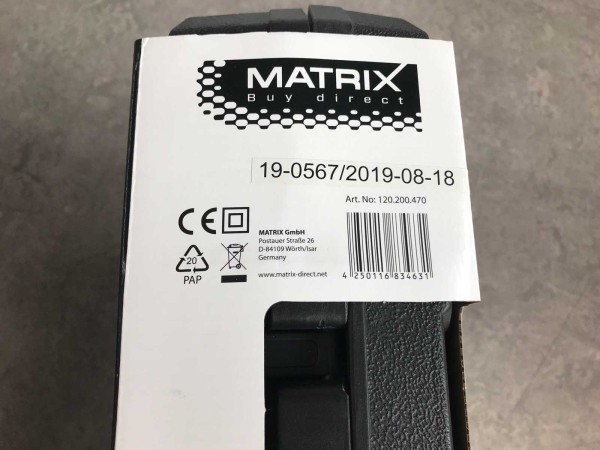 MATRIX
Buy direct
19-0567/2019-08-18
Art. No: 120.200.470
CE
MATRIX GmbH
Postauer Straße 26
D-84109 Wörth/Isar
Germany
www.matrix-direct.net
20
PAP
4 250116 834631